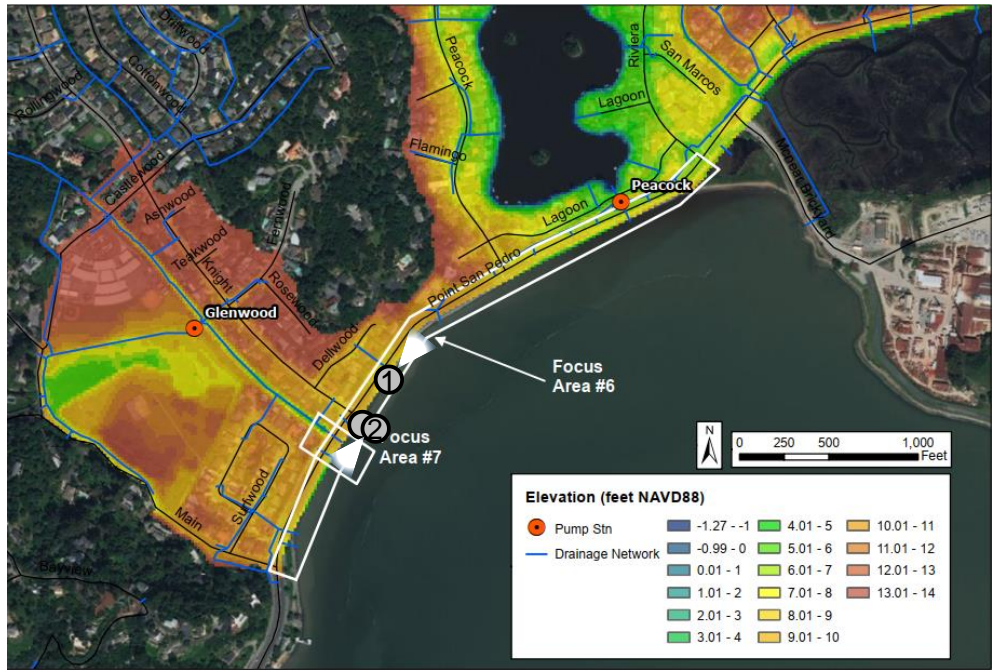 Driftwood
Cottonwood
Rollingwood
Castlewood
Ashwood
Teakwood
Knight
Fernwood
Rosewood
Dellwood
Glenwood
Peacock
Flamingo
Riviera
San Marcos
Lagoon
Peacock
Lagoon
Point San Pedro
Mcnear Brickyard
Focus
Area #6
1
2
ocus
Area #7
Surfwood
Main
Bayview
N
0 250 500 1,000
Feet
Elevation (feet NAVD88)
Pump Stn
Drainage Network
-1.27 - -1
-0.99 - 0
0.01 - 1
1.01 - 2
2.01 - 3
3.01 - 4
4.01 - 5
5.01 - 6
6.01 - 7
7.01 - 8
8.01 - 9
9.01 - 10
10.01 - 11
11.01 - 12
12.01 - 13
13.01 - 14